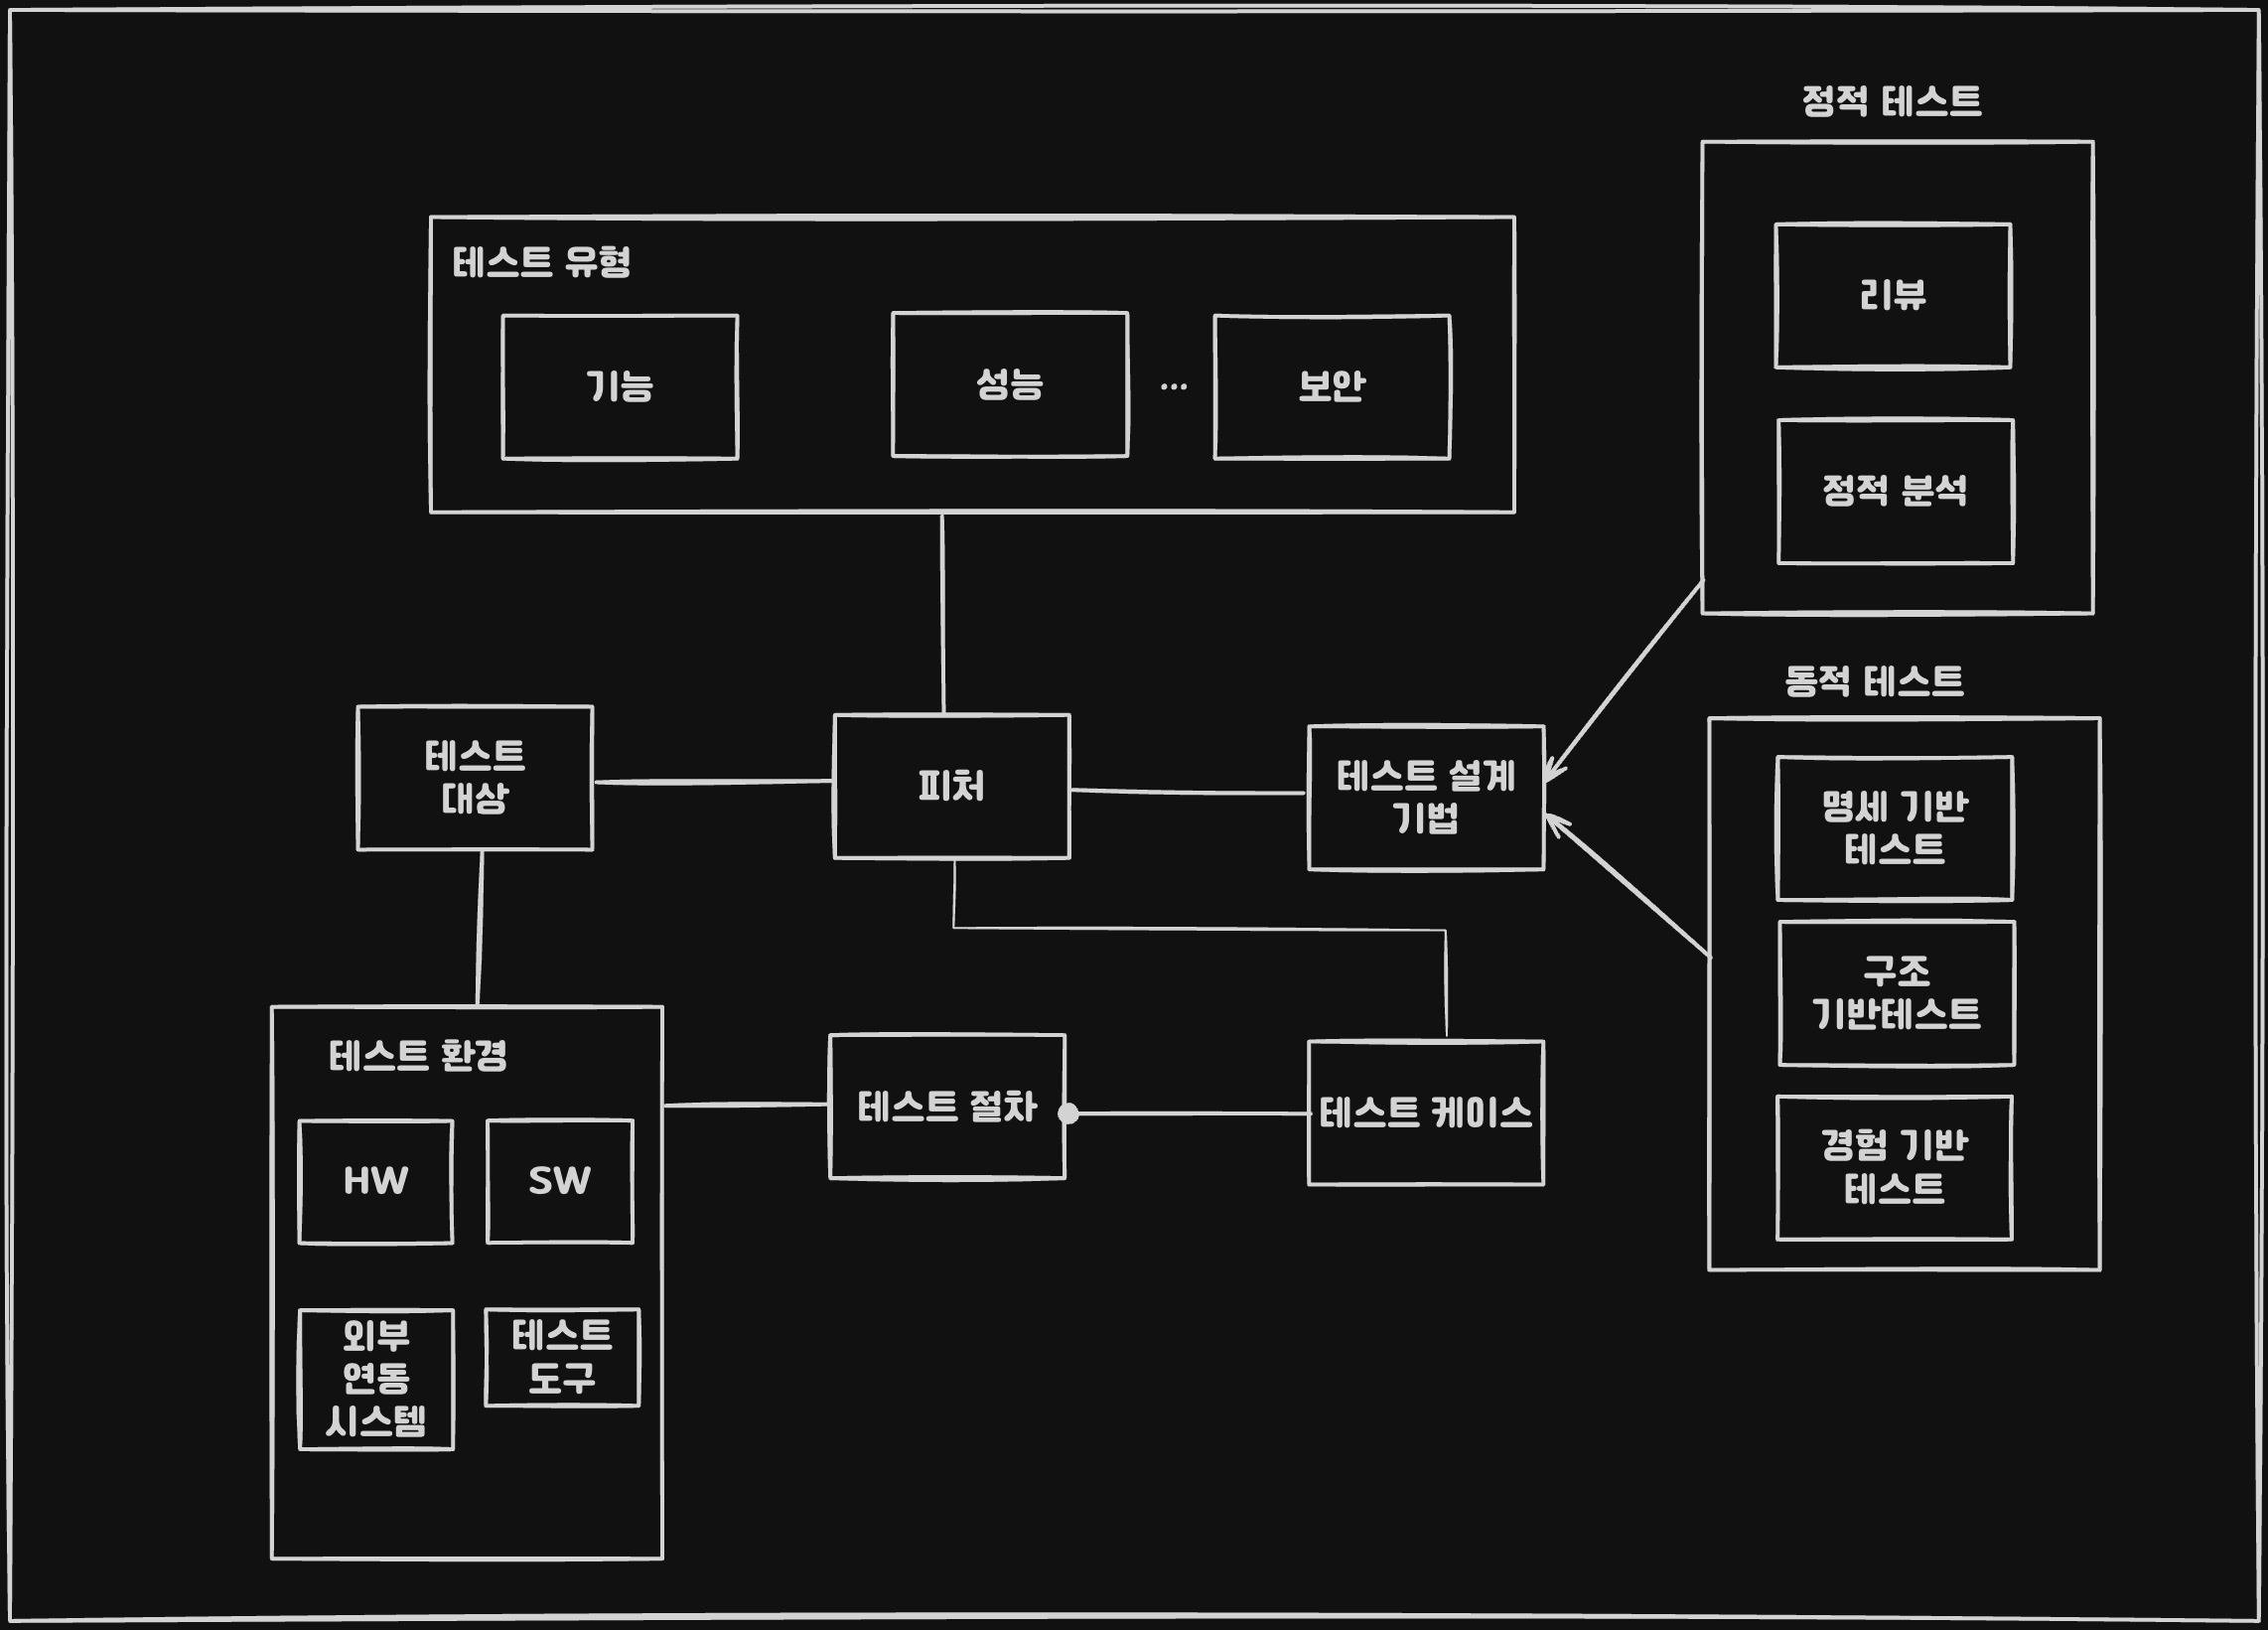 정적 테스트
리뷰
정적 분석
테스트 유형
기능
성능
...
보안
동적 테스트
명세 기반
테스트
구조
기반테스트
경험 기반
테스트
테스트
대상
피처
테스트 설계
기법
테스트 환경
HW
SW
외부
연동
시스템
테스트
도구
테스트 절차
테스트 케이스